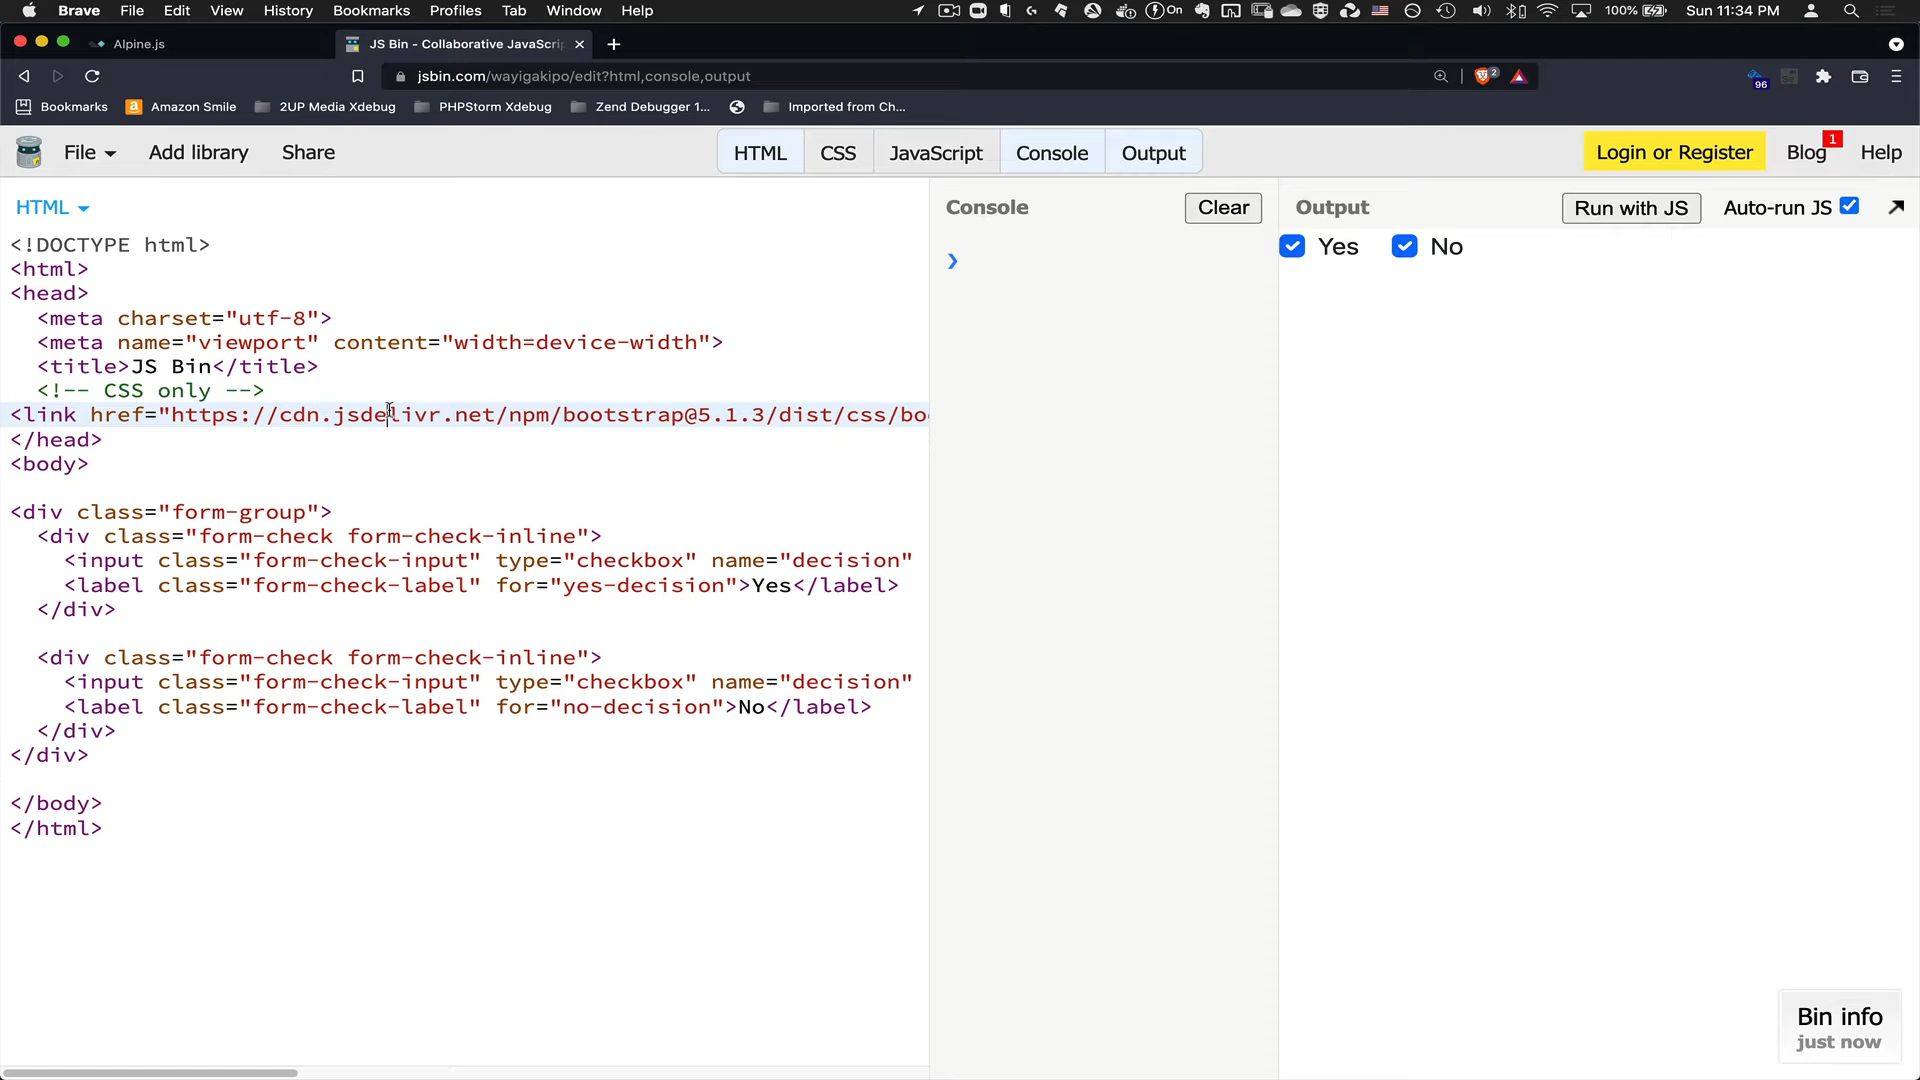 Brave File Edit View History Bookmarks Profiles Tab Window Help On 100% Sun 11:34 PM
Alpine.js JS Bin - Collaborative JavaScri
jsbin.com/wayigakipo/edit?html,console,output 2 96
Bookmarks Amazon Smile 2UP Media Xdebug PHPStorm Xdebug Zend Debugger 1... Imported from Ch...
File Add library Share HTML CSS JavaScript Console Output Login or Register Blog 1 Help
HTML
<!DOCTYPE html>
<html>
<head>
<meta charset="utf-8">
<meta name="viewport" content="width=device-width">
<title>JS Bin</title>
<!-- CSS only -->
<link href="https://cdn.jsdelivr.net/npm/bootstrap@5.1.3/dist/css/bo
</head>
<body>
<div class="form-group">
<div class="form-check form-check-inline">
<input class="form-check-input" type="checkbox" name="decision"
<label class="form-check-label" for="yes-decision">Yes</label>
</div>
<div class="form-check form-check-inline">
<input class="form-check-input" type="checkbox" name="decision"
<label class="form-check-label" for="no-decision">No</label>
</div>
</div>
</body>
</html>
Console Clear
Output Run with JS Auto-run JS
Yes No
Bin info
just now